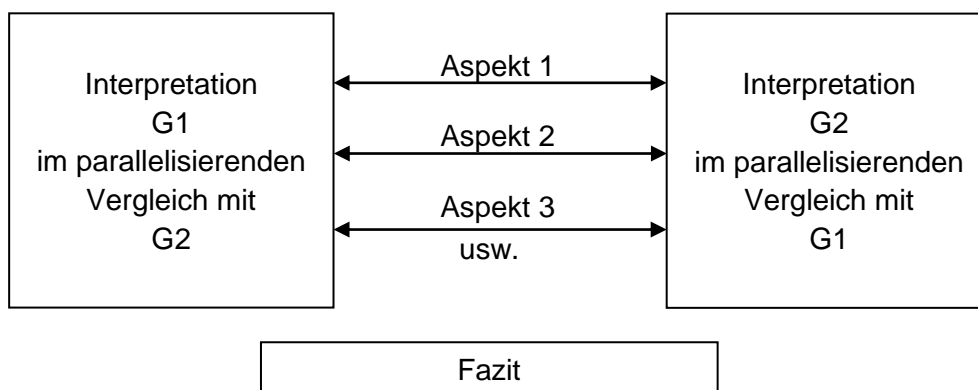 Interpretation
G1
im parallelisierenden
Vergleich mit
G2
Aspekt 1
Aspekt 2
Aspekt 3
usw.
Interpretation
G2
im parallelisierenden
Vergleich mit
G1
Fazit